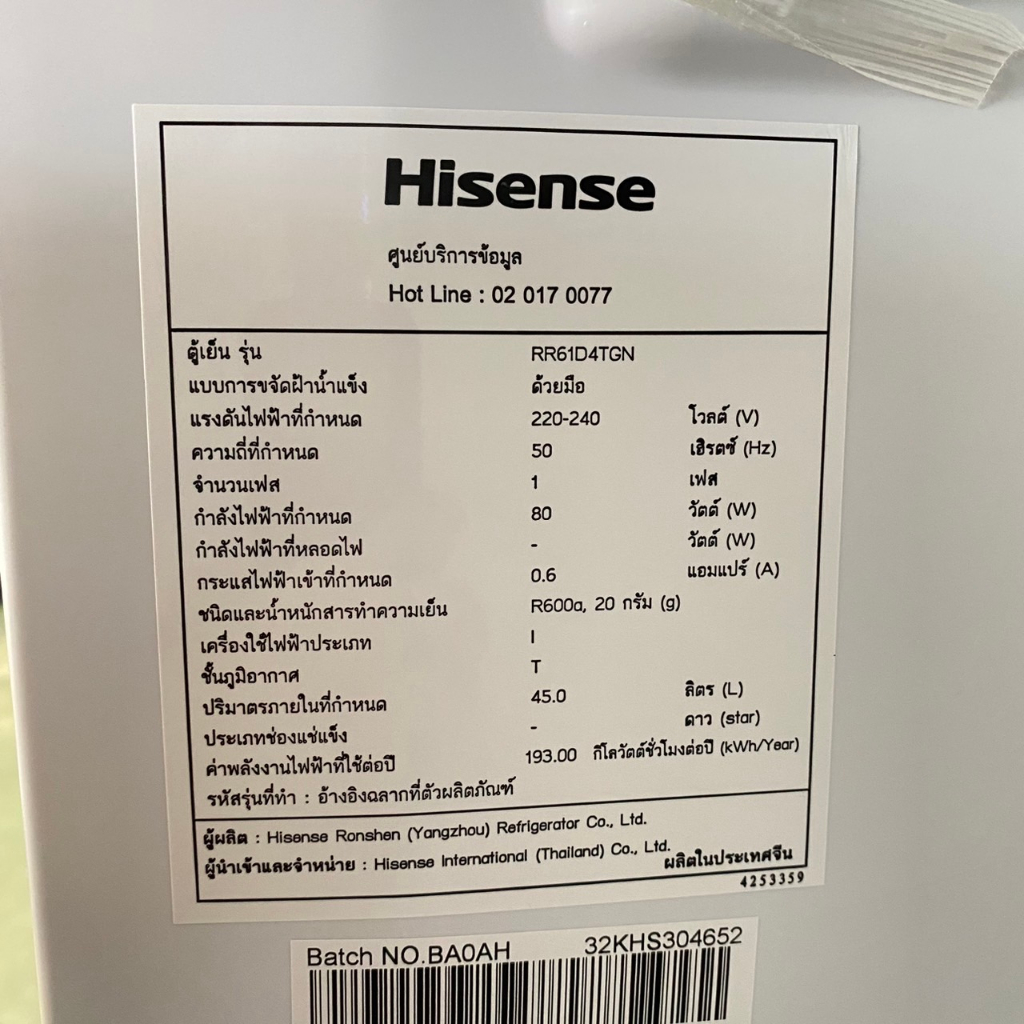 Hisense
ศูนย์บริการข้อมูล
Hot Line : 02 017 0077
ตู้เย็น รุ่น RR61D4TGN
แบบการขจัดฝ้าน้ำแข็ง ด้วยมือ
แรงดันไฟฟ้าที่กำหนด 220-240 โวลต์ (V)
ความถี่ที่กำหนด 50 เฮิรตซ์ (Hz)
จำนวนเฟส 1 เฟส
กำลังไฟฟ้าที่กำหนด 80 วัตต์ (W)
กำลังไฟฟ้าที่หลอดไฟ - วัตต์ (W)
กระแสไฟฟ้าเข้าที่กำหนด 0.6 แอมแปร์ (A)
ชนิดและน้ำหนักสารทำความเย็น R600a, 20 กรัม (g)
เครื่องใช้ไฟฟ้าประเภท I
ชั้นภูมิอากาศ T
ปริมาตรภายในที่กำหนด 45.0 ลิตร (L)
ประเภทช่องแช่แข็ง - ดาว (star)
ค่าพลังงานไฟฟ้าที่ใช้ต่อปี 193.00 กิโลวัตต์ชั่วโมงต่อปี (kWh/Year)
รหัสรุ่นที่ทำ : อ้างอิงฉลากที่ตัวผลิตภัณฑ์
ผู้ผลิต : Hisense Ronshen (Yangzhou) Refrigerator Co., Ltd.
ผู้นำเข้าและจำหน่าย : Hisense International (Thailand) Co., Ltd.
ผลิตในประเทศจีน
4253359
Batch NO.BA0AH 32KHS304652